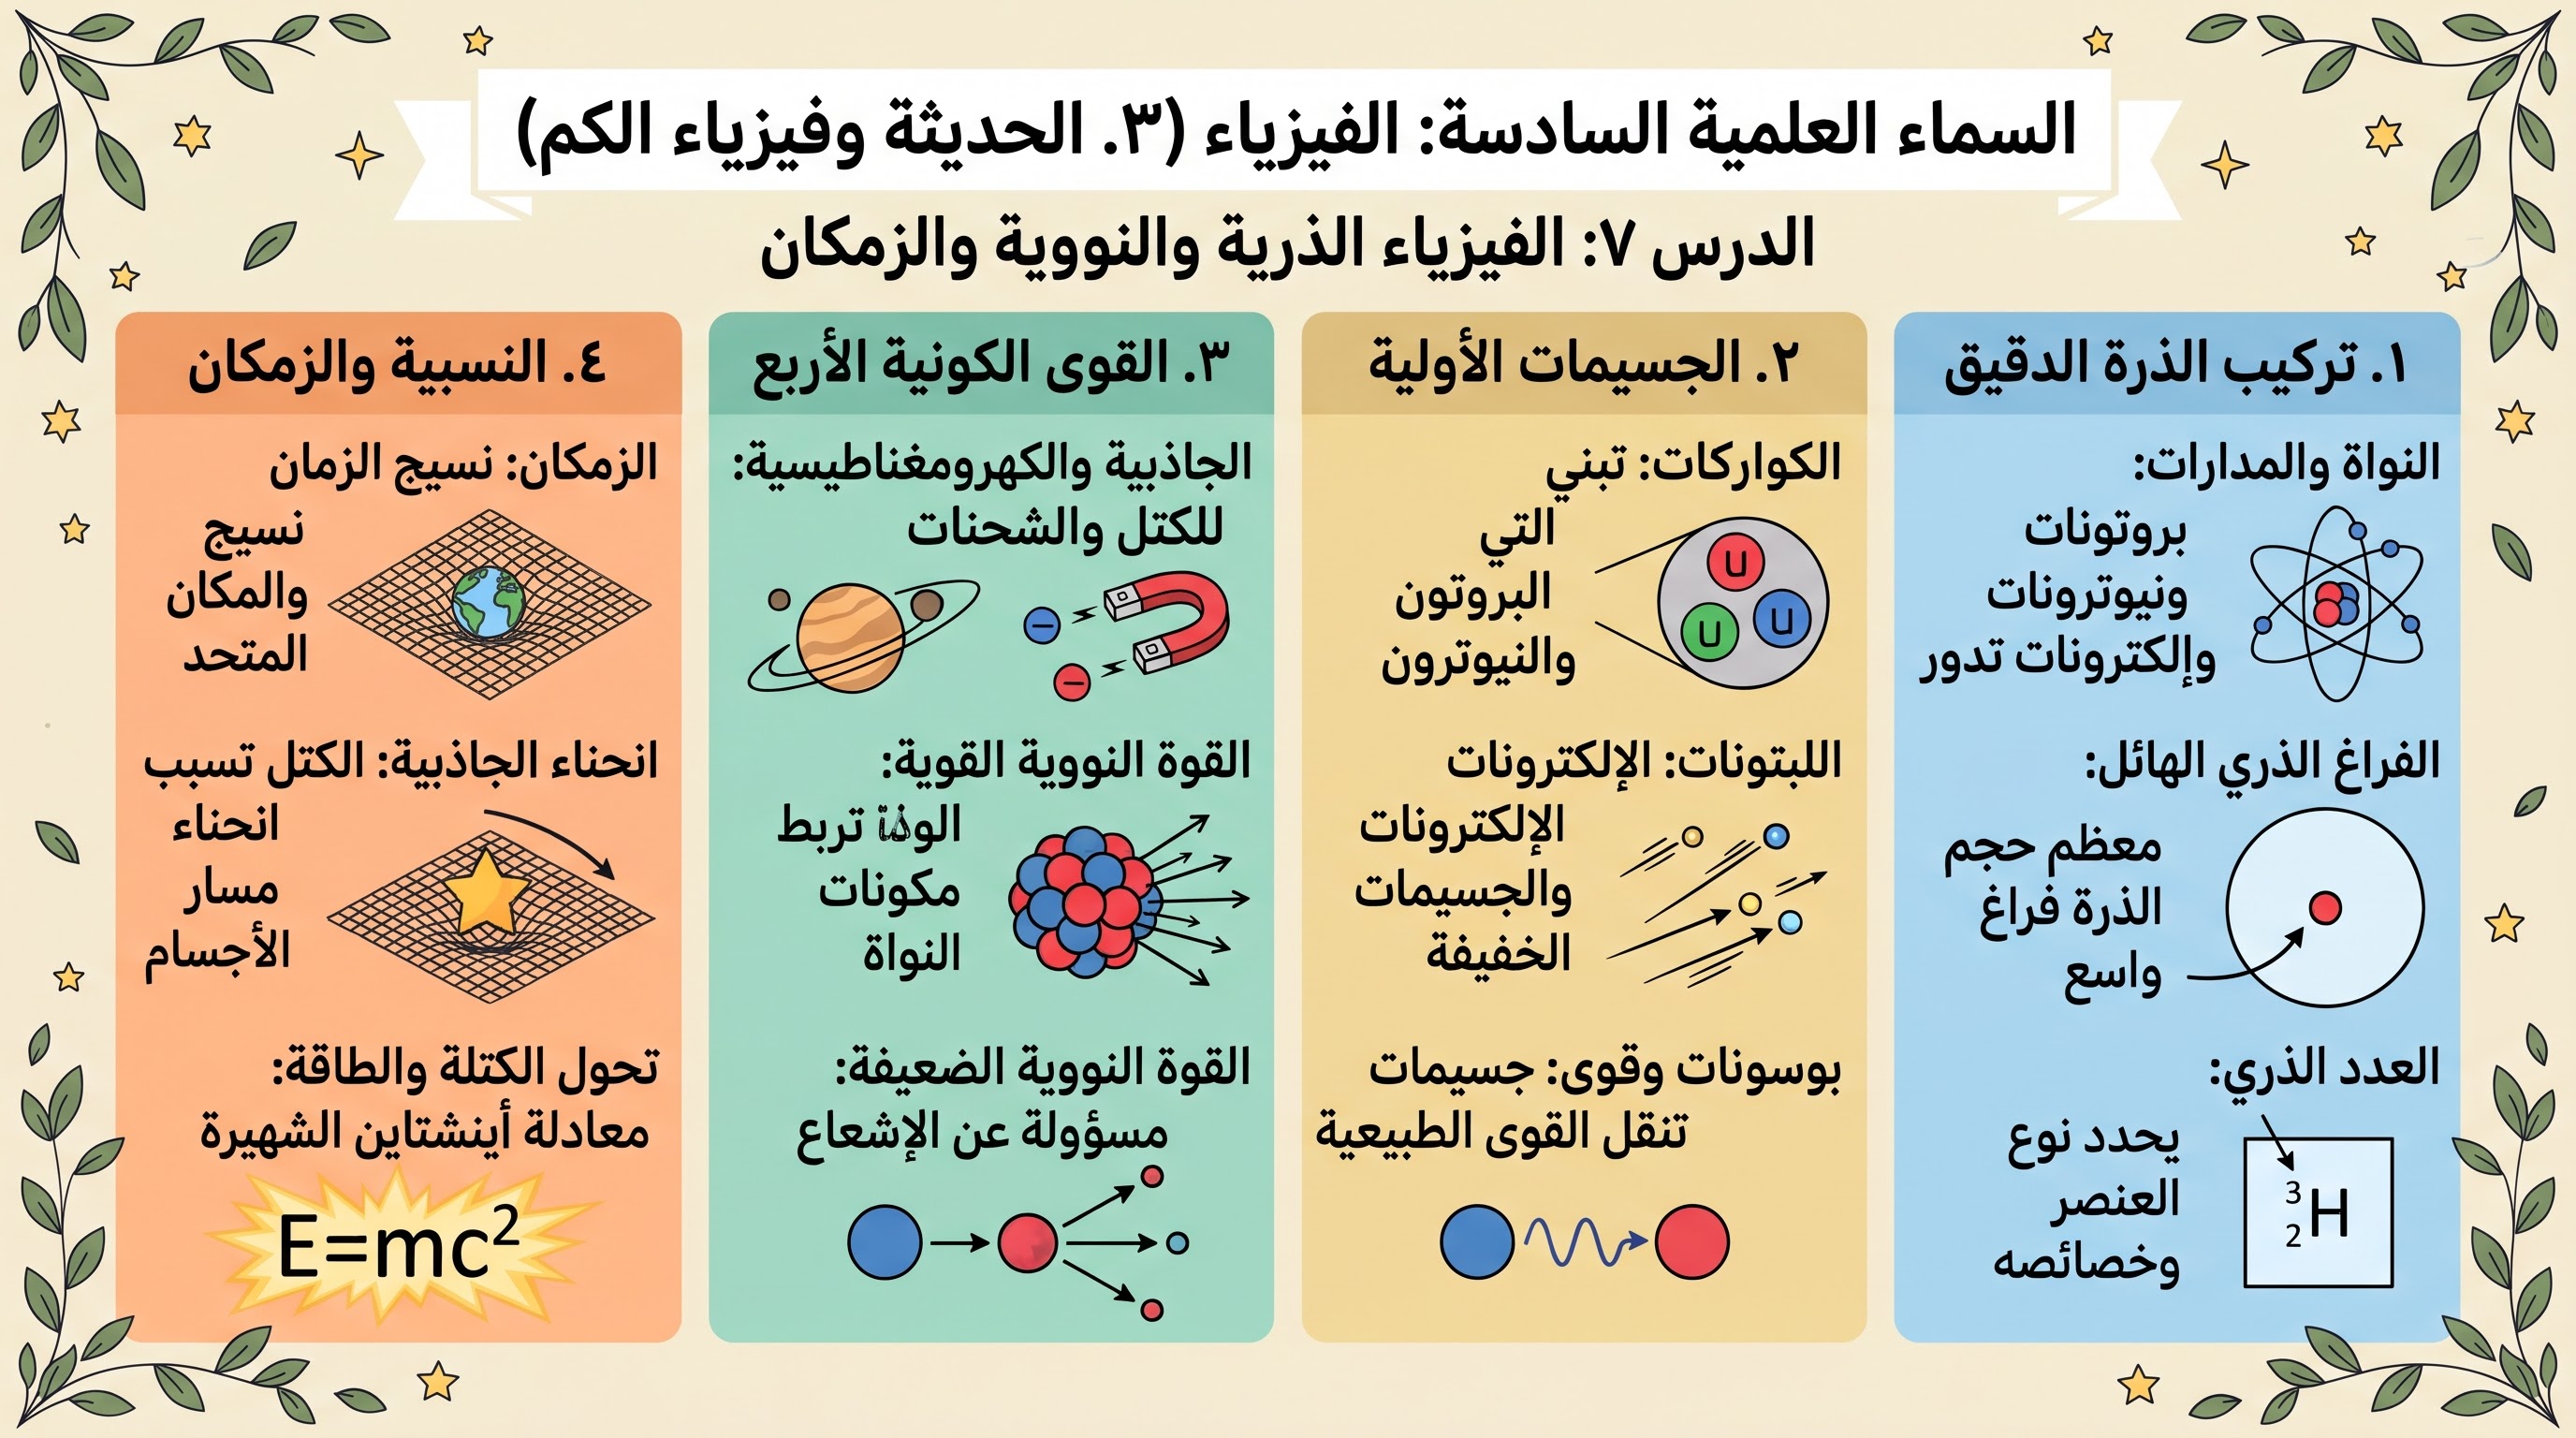 السماء العلمية السادسة: الفيزياء (٣. الحديثة وفيزياء الكم)
الدرس ٧: الفيزياء الذرية والنووية والزمكان
١. تركيب الذرة الدقيق
النواة والمدارات:
بروتونات
ونيوترونات
وإلكترونات تدور
الفراغ الذري الهائل:
معظم حجم
الذرة فراغ
واسع
العدد الذري:
يحدد نوع
العنصر
وخصائصه
3
2 H
٢. الجسيمات الأولية
الكواركات: تبني
التي
البروتون
والنيوترون
U
U
U
اللبتونات: الإلكترونات
الإلكترونات
والجسيمات
الخفيفة
بوسونات وقوى: جسيمات
تنقل القوى الطبيعية
٣. القوى الكونية الأربع
الجاذبية والكهرومغناطيسية:
للكتل والشحنات
−
−
القوة النووية القوية:
تربط
مكونات
النواة
القوة النووية الضعيفة:
مسؤولة عن الإشعاع
٤. النسبية والزمكان
الزمكان: نسيج الزمان
نسيج
والمكان
المتحد
انحناء الجاذبية: الكتل تسبب
انحناء
مسار
الأجسام
تحول الكتلة والطاقة:
معادلة أينشتاين الشهيرة
E=mc²